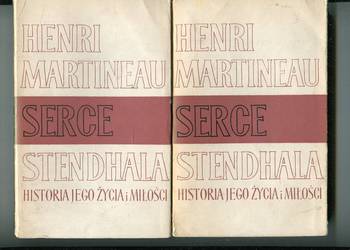 HENRI
MARTINEAU
SERCE
STENDHALA
HISTORIA JEGO ŻYCIA i MIŁOŚCI
HENRI
MARTINEAU
SERCE
STENDHALA
HISTORIA JEGO ŻYCIA i MIŁOŚCI